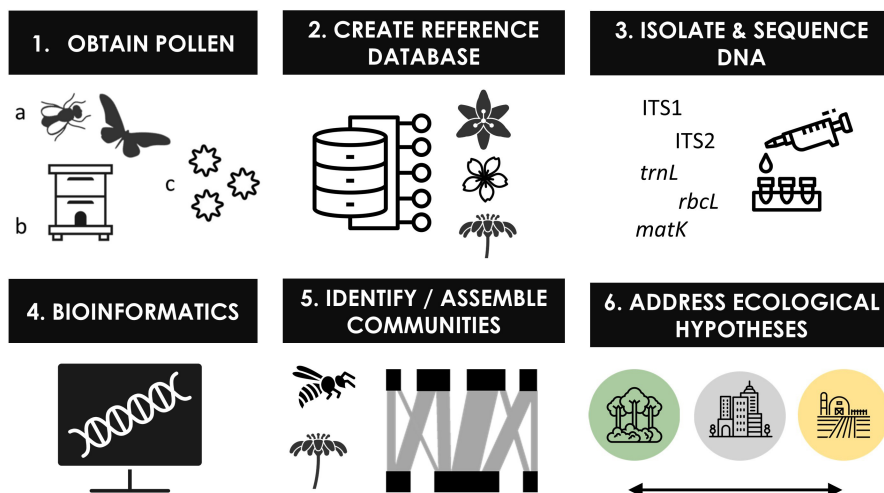 1. OBTAIN POLLEN
a
c
b
2. CREATE REFERENCE
DATABASE
3. ISOLATE & SEQUENCE
DNA
ITS1
ITS2
trnL
rbcL
matK
4. BIOINFORMATICS
5. IDENTIFY / ASSEMBLE
COMMUNITIES
6. ADDRESS ECOLOGICAL
HYPOTHESES